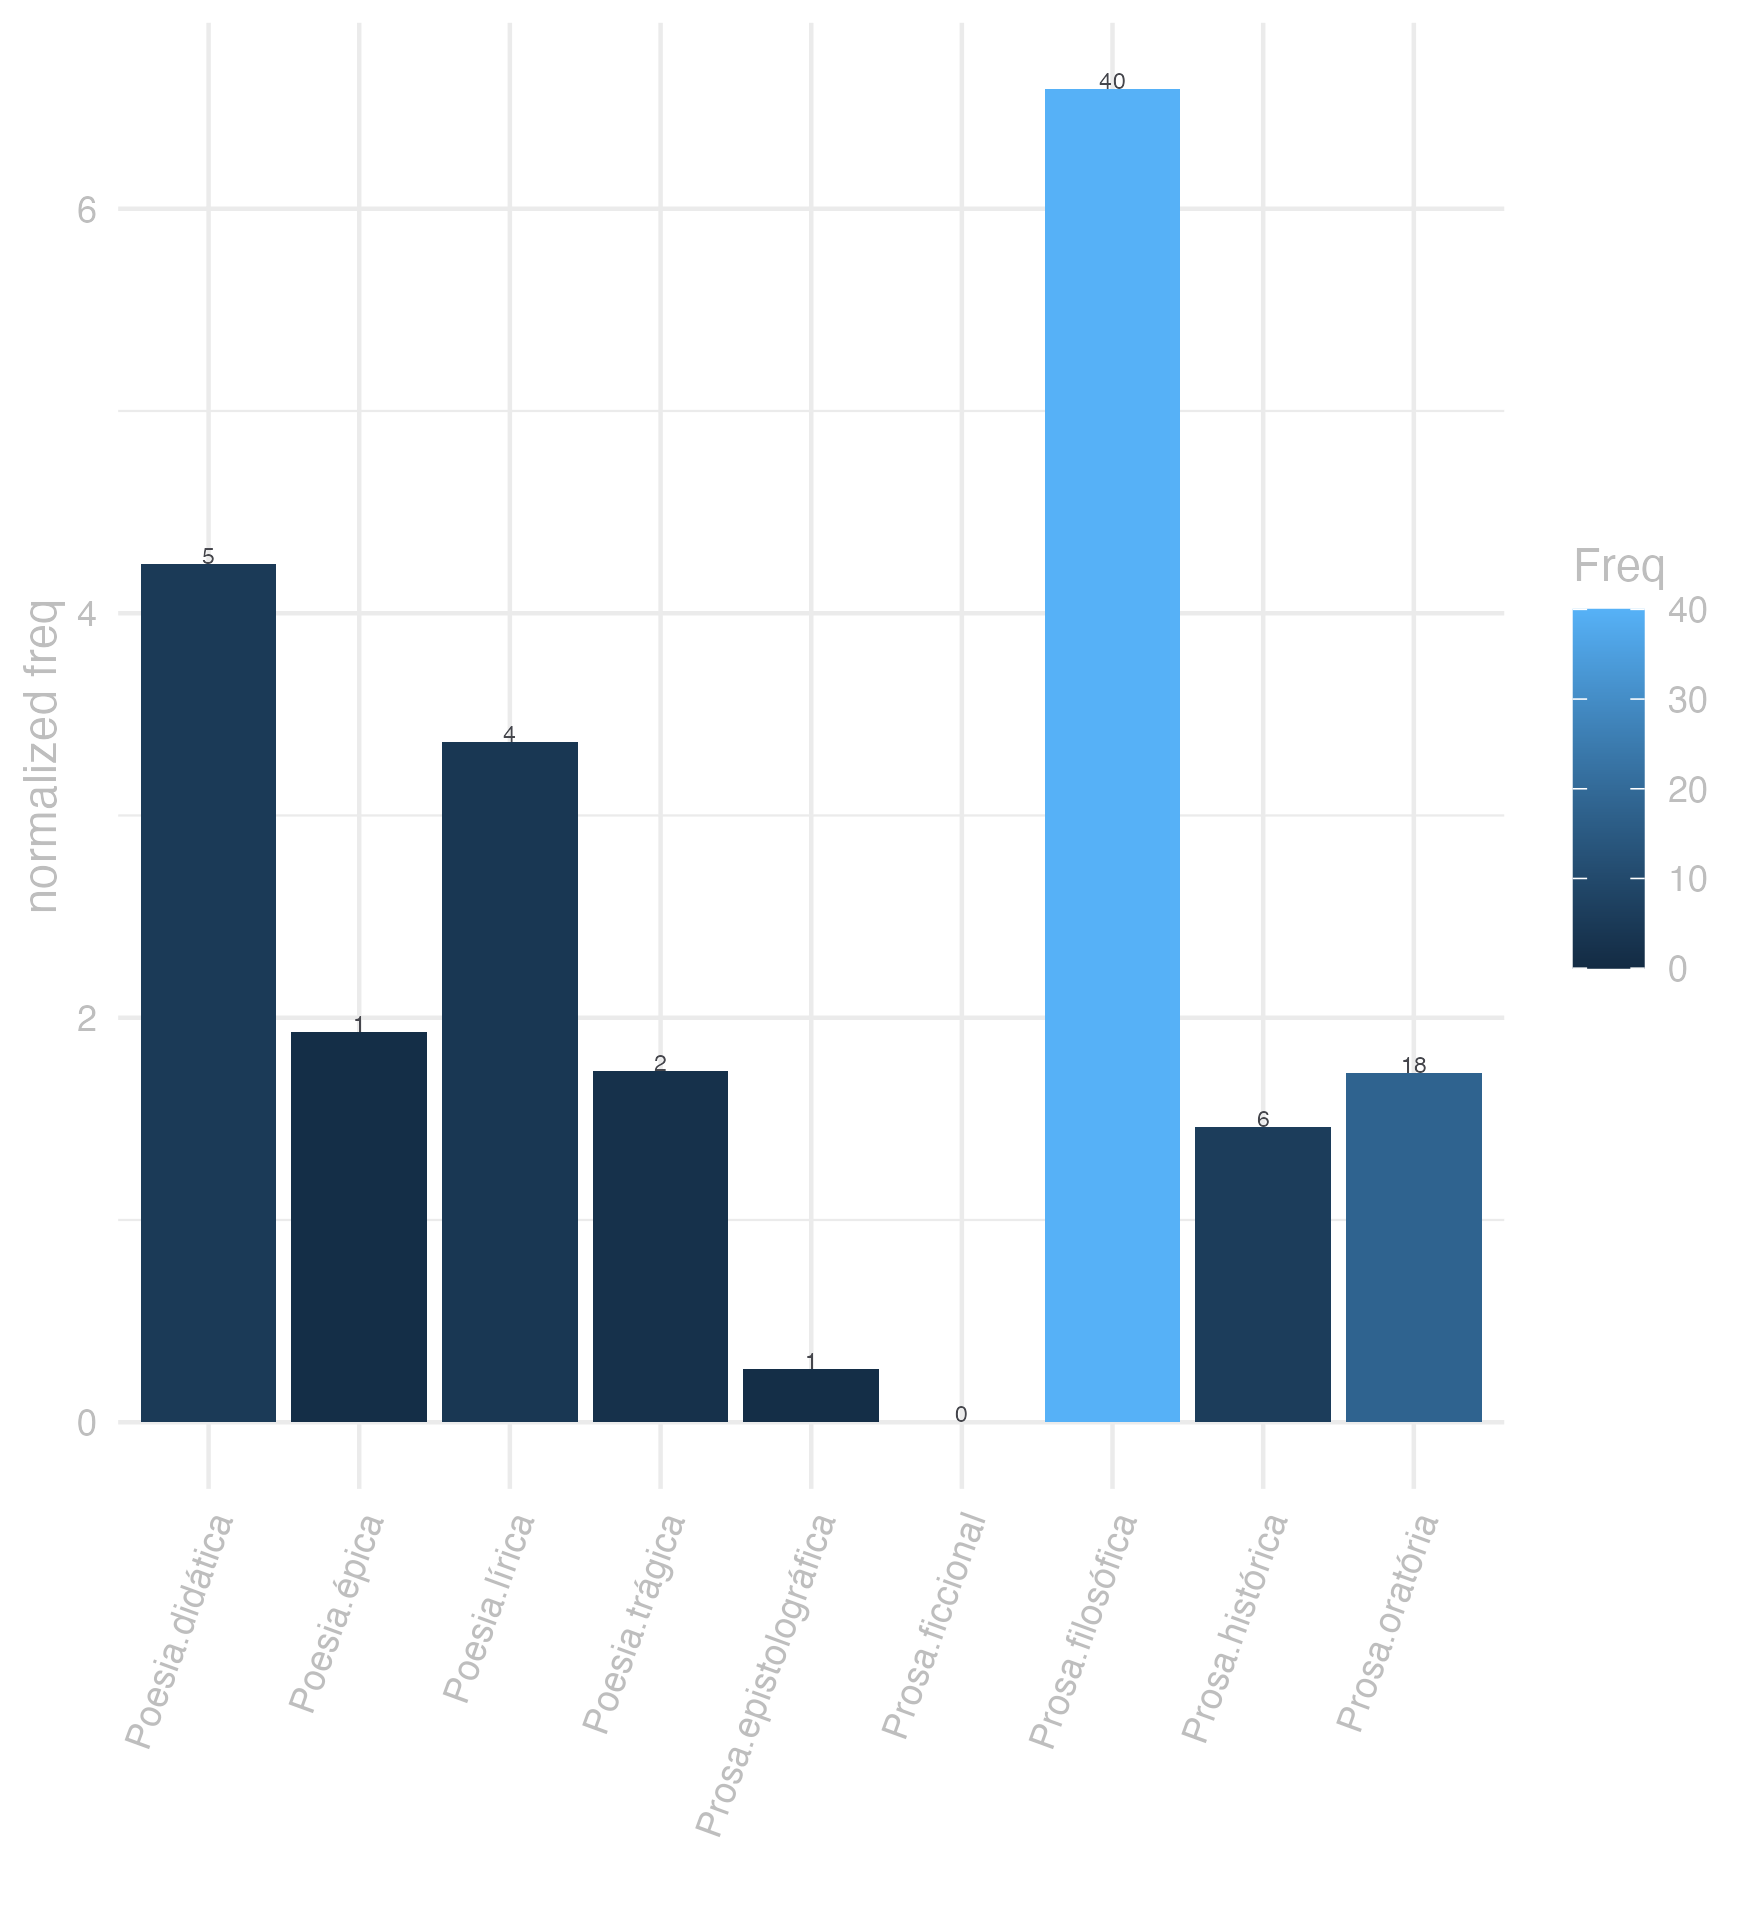 normalized freq
6
4
2
0
5
1
4
2
1
0
40
6
18
Poesia.didática
Poesia.épica
Poesia.lírica
Poesia.trágica
Prosa.epistolográfica
Prosa.ficcional
Prosa.filosófica
Prosa.histórica
Prosa.oratória
Freq
40
30
20
10
0